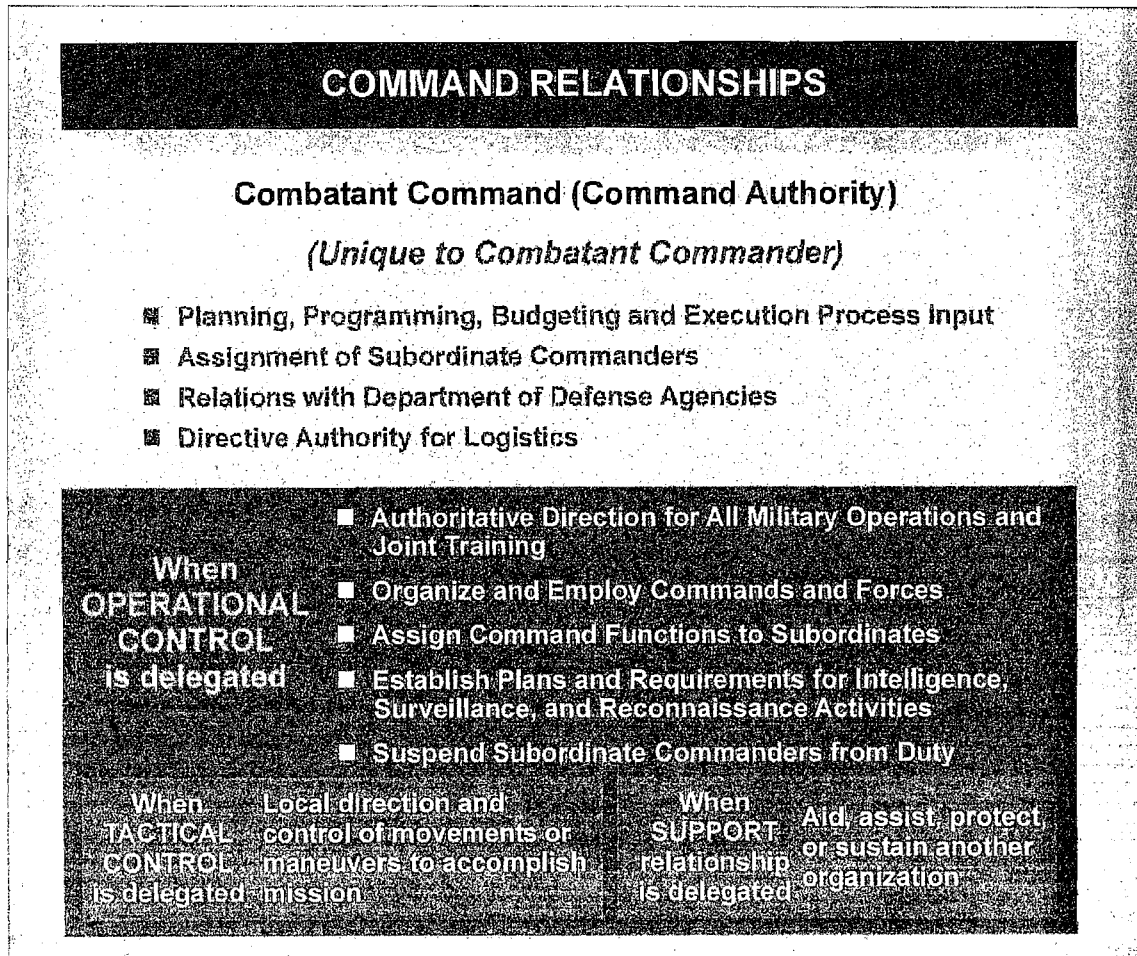 COMMAND RELATIONSHIPS
Combatant Command (Command Authority)
(Unique to Combatant Commander)
Planning, Programming, Budgeting and Execution Process Input
Assignment of Subordinate Commanders
Relations with Department of Defense Agencies
Directive Authority for Logistics
When
OPERATIONAL
CONTROL
is delegated
Authoritative Direction for All Military Operations and
Joint Training
Organize and Employ Commands and Forces
Assign Command Functions to Subordinates
Establish Plans and Requirements for Intelligence,
Surveillance, and Reconnaissance Activities
Suspend Subordinate Commanders from Duty
When
TACTICAL
CONTROL
is delegated
Local direction and
control of movements or
maneuvers to accomplish
mission
When
SUPPORT
relationship
is delegated
Aid, assist, protect
or sustain another
organization